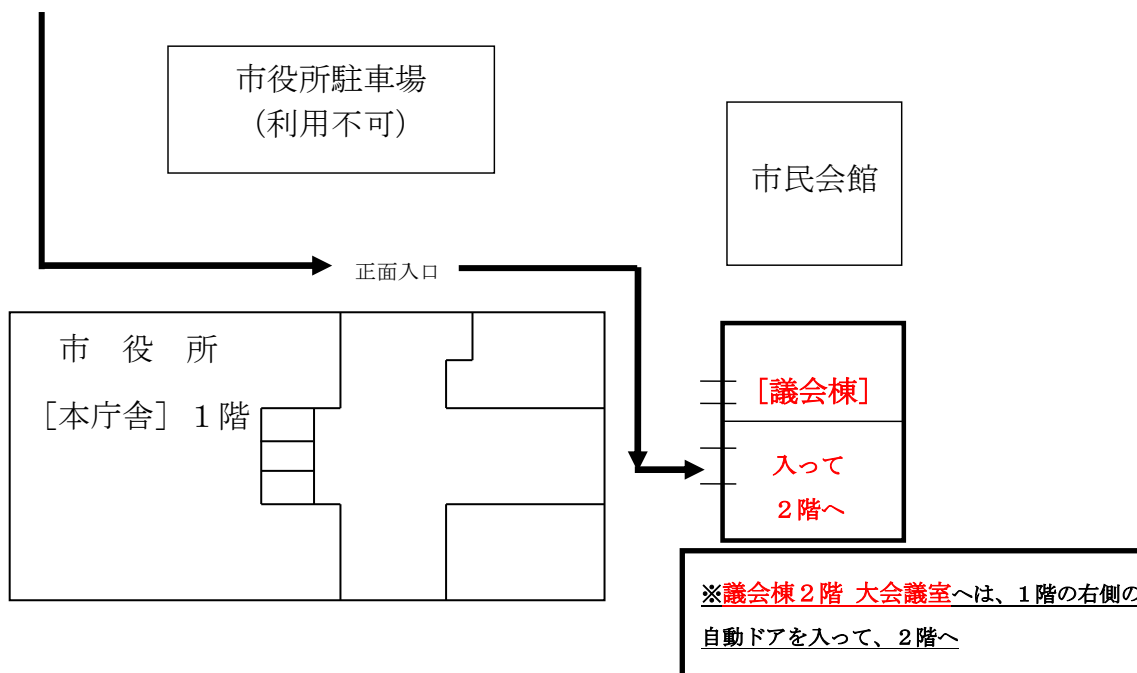 市役所駐車場
(利用不可)
市民会館
正面入口
市　役　所
[本庁舎] １階
[議会棟]
入って
２階へ
※議会棟２階 大会議室へは、１階の右側の
自動ドアを入って、２階へ